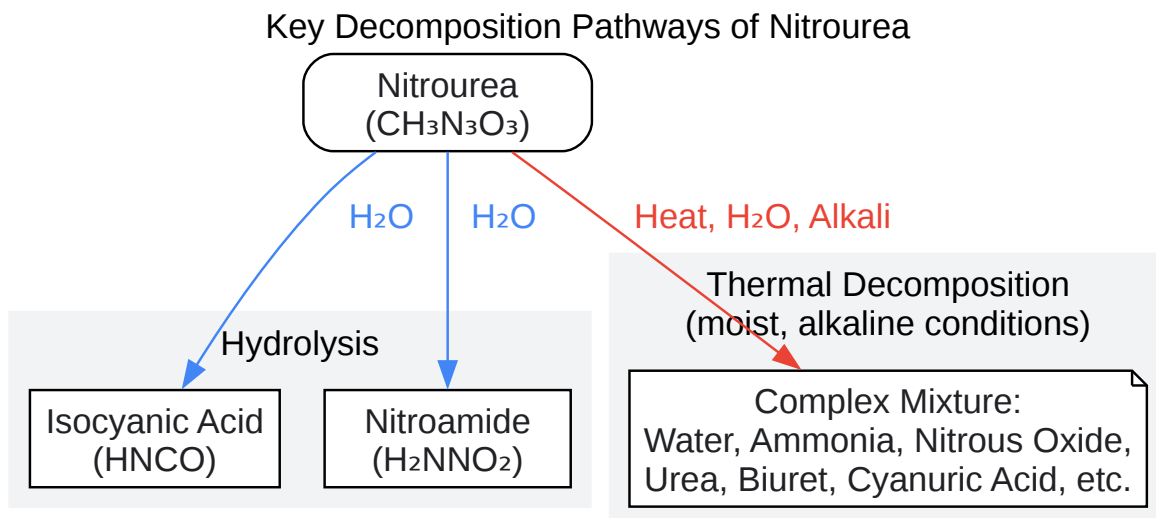 Key Decomposition Pathways of Nitrourea
Nitrourea
(CH₃N₃O₃)
H₂O
H₂O
Heat, H₂O, Alkali
Hydrolysis
Isocyanic Acid
(HNCO)
Nitroamide
(H₂NNO₂)
Thermal Decomposition
(moist, alkaline conditions)
Complex Mixture:
Water, Ammonia, Nitrous Oxide,
Urea, Biuret, Cyanuric Acid, etc.